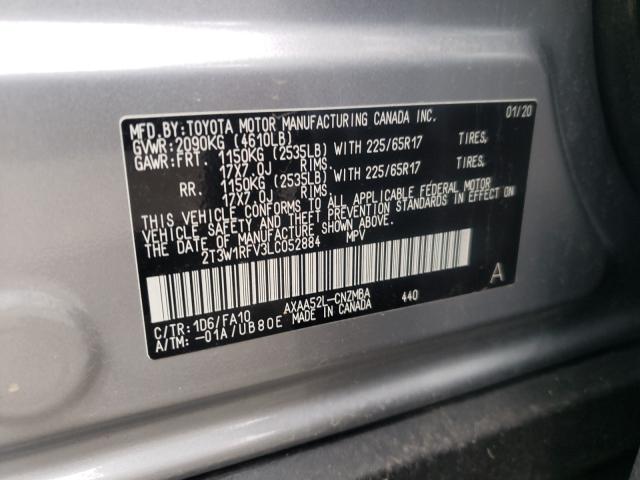 MFD.BY:TOYOTA MOTOR MANUFACTURING CANADA INC. 01/20
GVWR:2090KG (4610LB)
GAWR:FRT. 1150KG (2535LB) WITH 225/65R17 TIRES,
17X7.0J RIMS.
RR. 1150KG (2535LB) WITH 225/65R17 TIRES,
17X7.0J RIMS.
THIS VEHICLE CONFORMS TO ALL APPLICABLE FEDERAL MOTOR
VEHICLE SAFETY AND THEFT PREVENTION STANDARDS IN EFFECT ON
THE DATE OF MANUFACTURE SHOWN ABOVE.
2T3W1RFV3LC052884 MPV
A
C/TR:1D6/FA10 AXAA52L-CNZMBA 440
A/TM:-01A/UB80E MADE IN CANADA